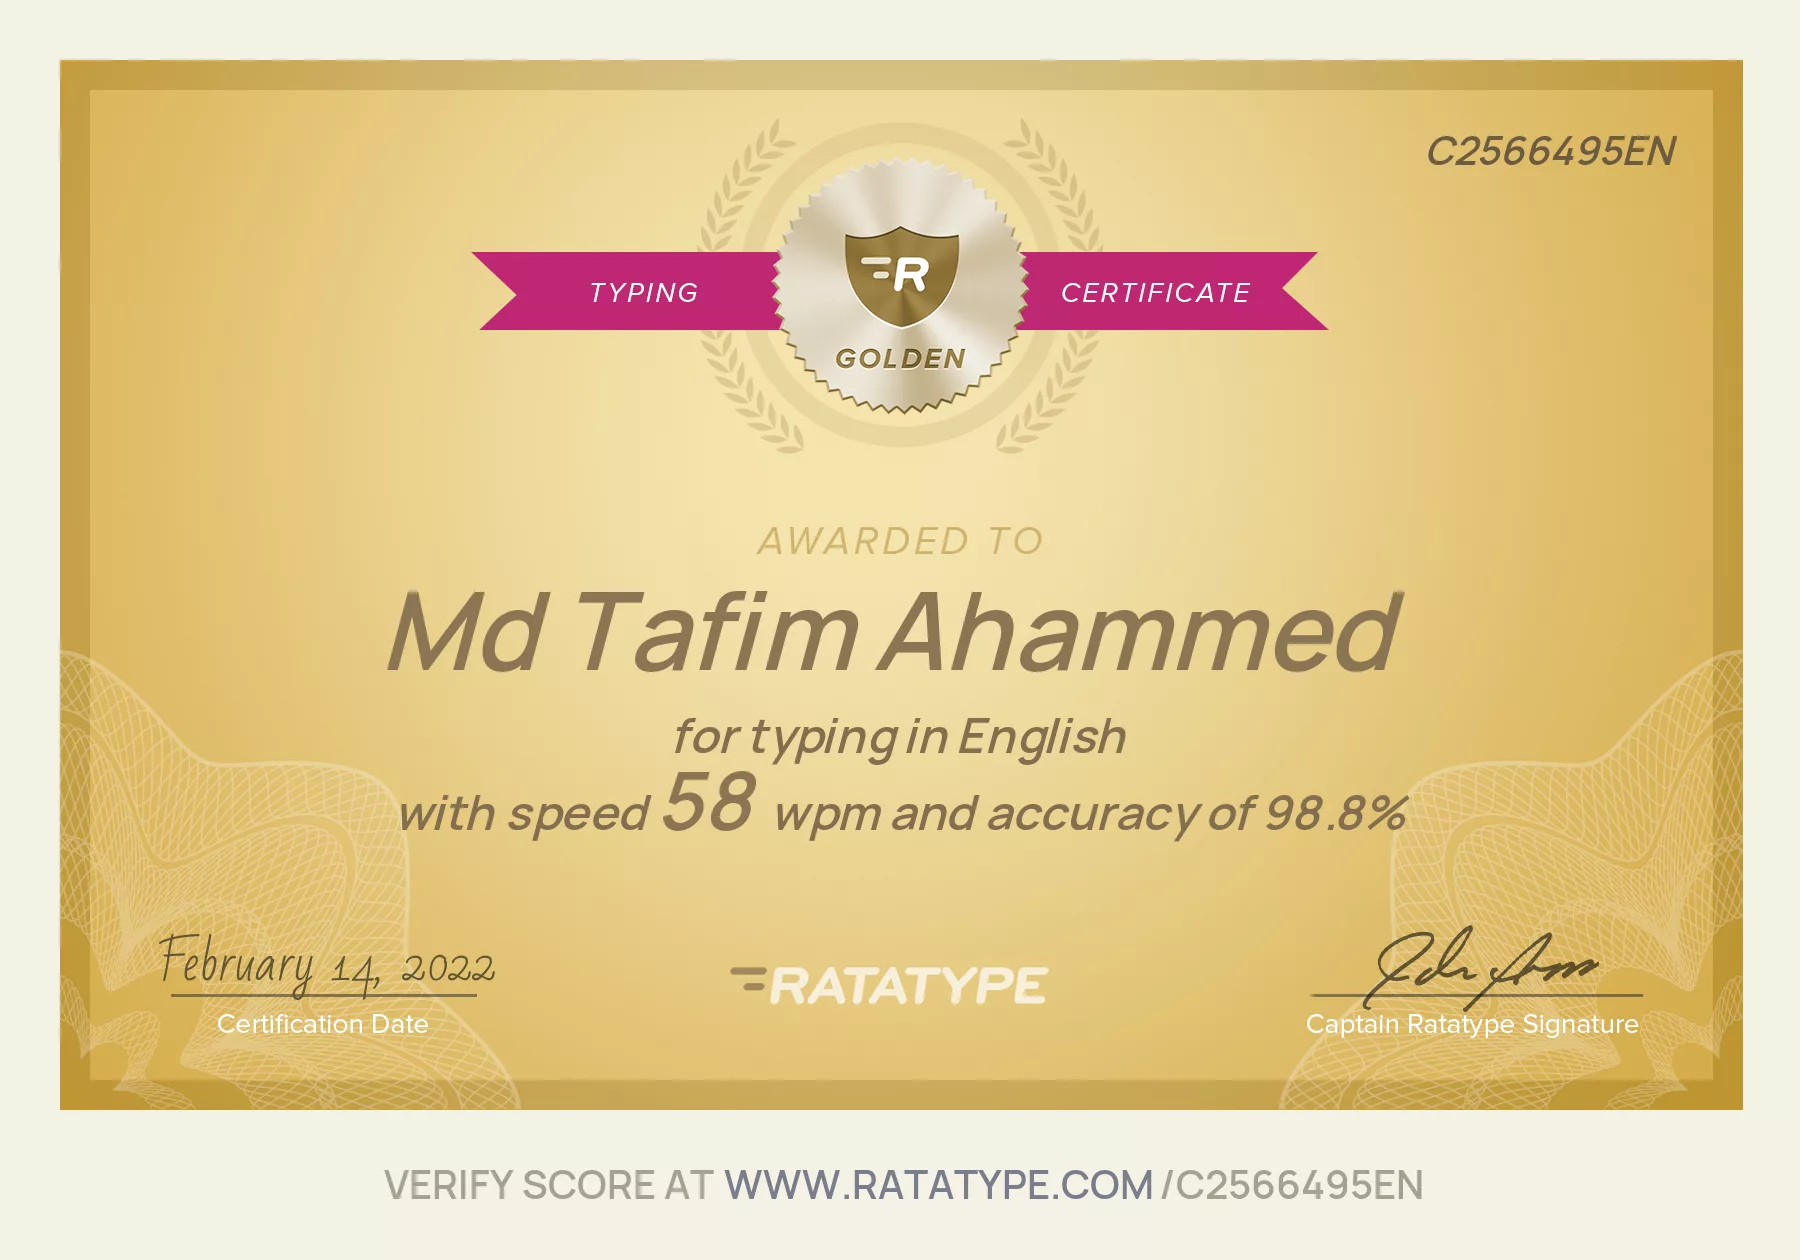 C2566495EN
TYPING
CERTIFICATE
R
GOLDEN
AWARDED TO
Md Tafim Ahammed
for typing in English
with speed 58 wpm and accuracy of 98.8%
February 14, 2022
Certification Date
RATATYPE
Captain Ratatype Signature
VERIFY SCORE AT WWW.RATATYPE.COM/C2566495EN